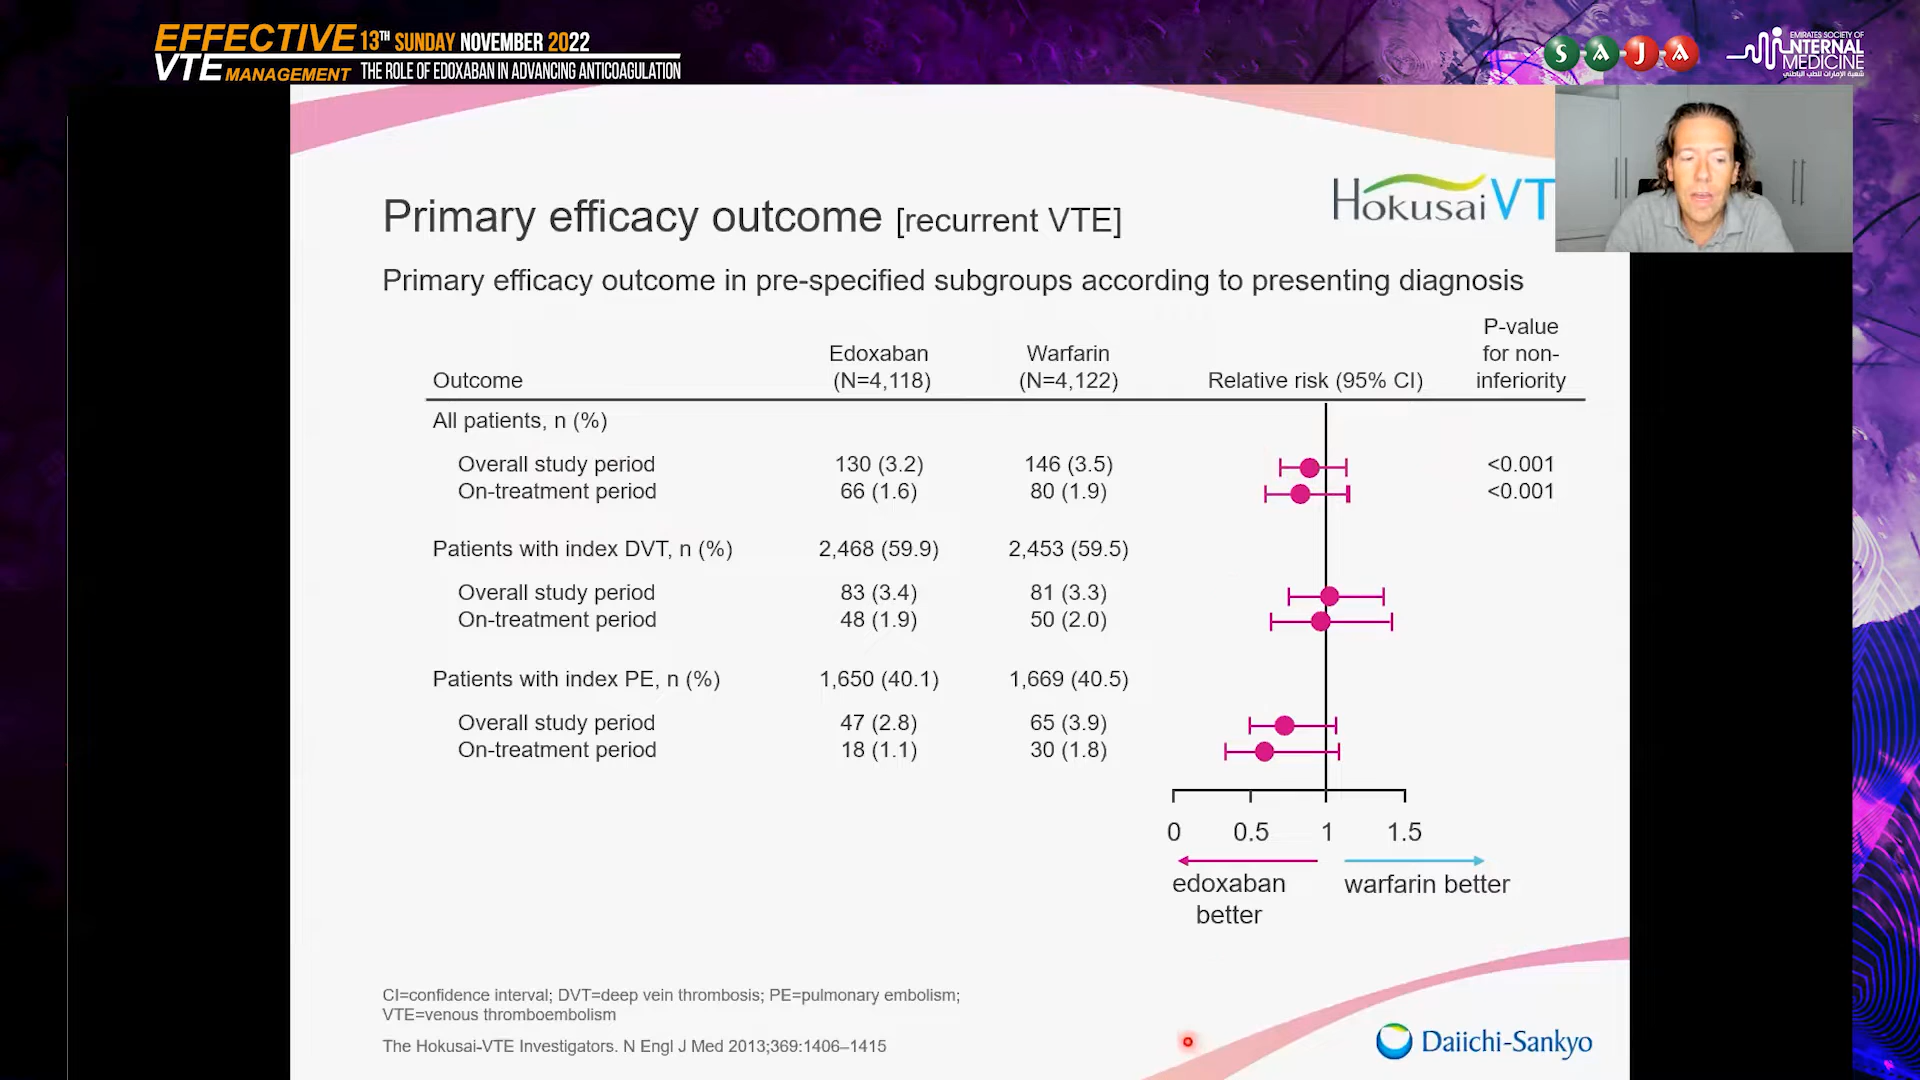 EFFECTIVE 13TH SUNDAY NOVEMBER 2022
VTE MANAGEMENT THE ROLE OF EDOXABAN IN ADVANCING ANTICOAGULATION
SAJA
EMIRATES SOCIETY OF
INTERNAL
MEDICINE
شعبة الإمارات للطب الباطني
Hokusai VT
Primary efficacy outcome [recurrent VTE]
Primary efficacy outcome in pre-specified subgroups according to presenting diagnosis
Outcome Edoxaban (N=4,118) Warfarin (N=4,122) Relative risk (95% CI) P-value for non-inferiority
All patients, n (%)
Overall study period 130 (3.2) 146 (3.5) <0.001
On-treatment period 66 (1.6) 80 (1.9) <0.001
Patients with index DVT, n (%) 2,468 (59.9) 2,453 (59.5)
Overall study period 83 (3.4) 81 (3.3)
On-treatment period 48 (1.9) 50 (2.0)
Patients with index PE, n (%) 1,650 (40.1) 1,669 (40.5)
Overall study period 47 (2.8) 65 (3.9)
On-treatment period 18 (1.1) 30 (1.8)
0 0.5 1 1.5
edoxaban better warfarin better
CI=confidence interval; DVT=deep vein thrombosis; PE=pulmonary embolism;
VTE=venous thromboembolism
The Hokusai-VTE Investigators. N Engl J Med 2013;369:1406–1415
Daiichi-Sankyo